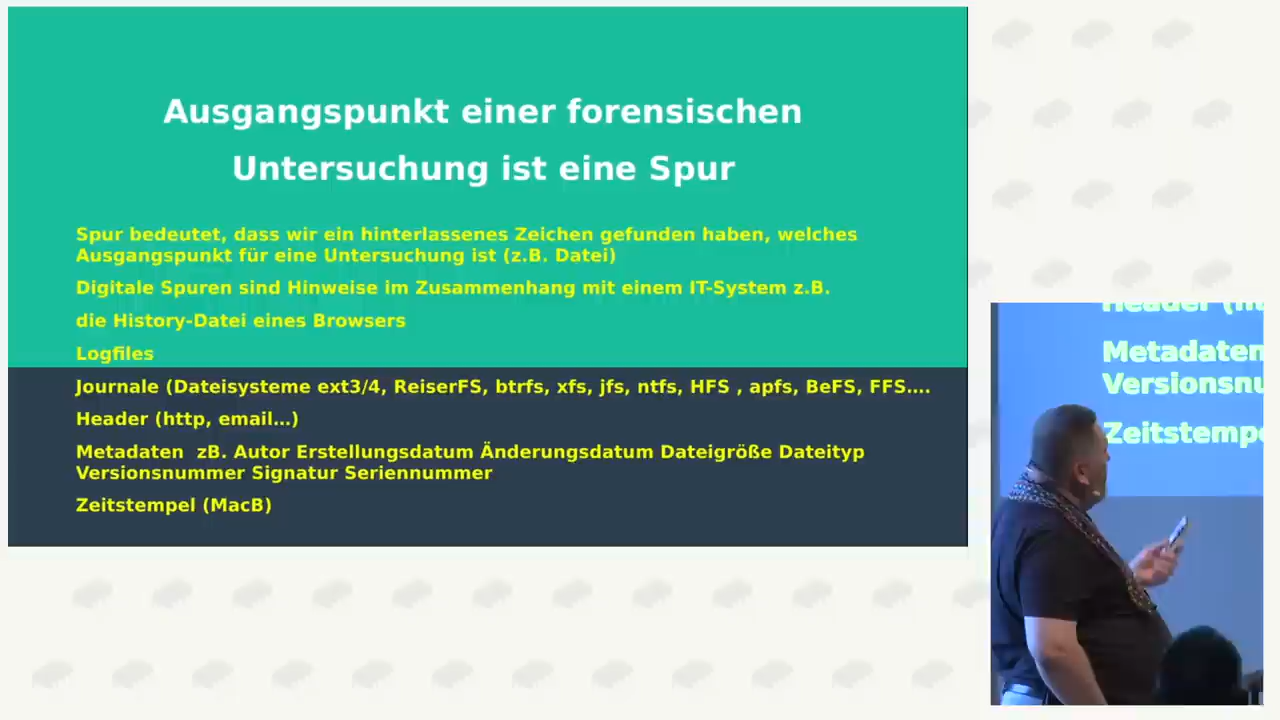 Ausgangspunkt einer forensischen
Untersuchung ist eine Spur
Spur bedeutet, dass wir ein hinterlassenes Zeichen gefunden haben, welches
Ausgangspunkt für eine Untersuchung ist (z.B. Datei)
Digitale Spuren sind Hinweise im Zusammenhang mit einem IT-System z.B.
die History-Datei eines Browsers
Logfiles
Journale (Dateisysteme ext3/4, ReiserFS, btrfs, xfs, jfs, ntfs, HFS , apfs, BeFS, FFS....
Header (http, email...)
Metadaten  zB. Autor Erstellungsdatum Änderungsdatum Dateigröße Dateityp
Versionsnummer Signatur Seriennummer
Zeitstempel (MacB)
Metadaten
Versionsnu
Zeitstempe